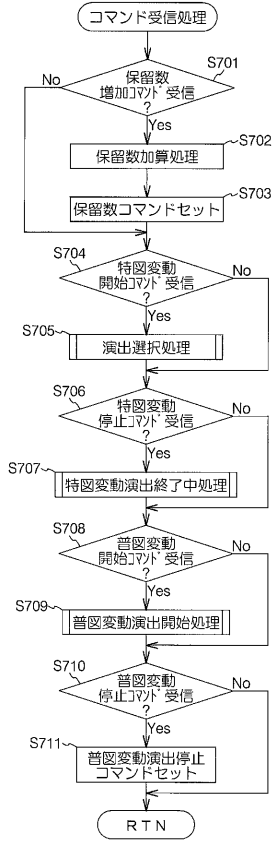 コマンド受信処理
S701
No
保留数
増加コマンド受信
?
Yes
S702
保留数加算処理
S703
保留数コマンドセット
S704
特図変動
開始コマンド受信
?
No
Yes
S705
演出選択処理
S706
特図変動
停止コマンド受信
?
No
Yes
S707
特図変動演出終了中処理
S708
普図変動
開始コマンド受信
?
No
Yes
S709
普図変動演出開始処理
S710
普図変動
停止コマンド受信
?
No
Yes
S711
普図変動演出停止
コマンドセット
RTN